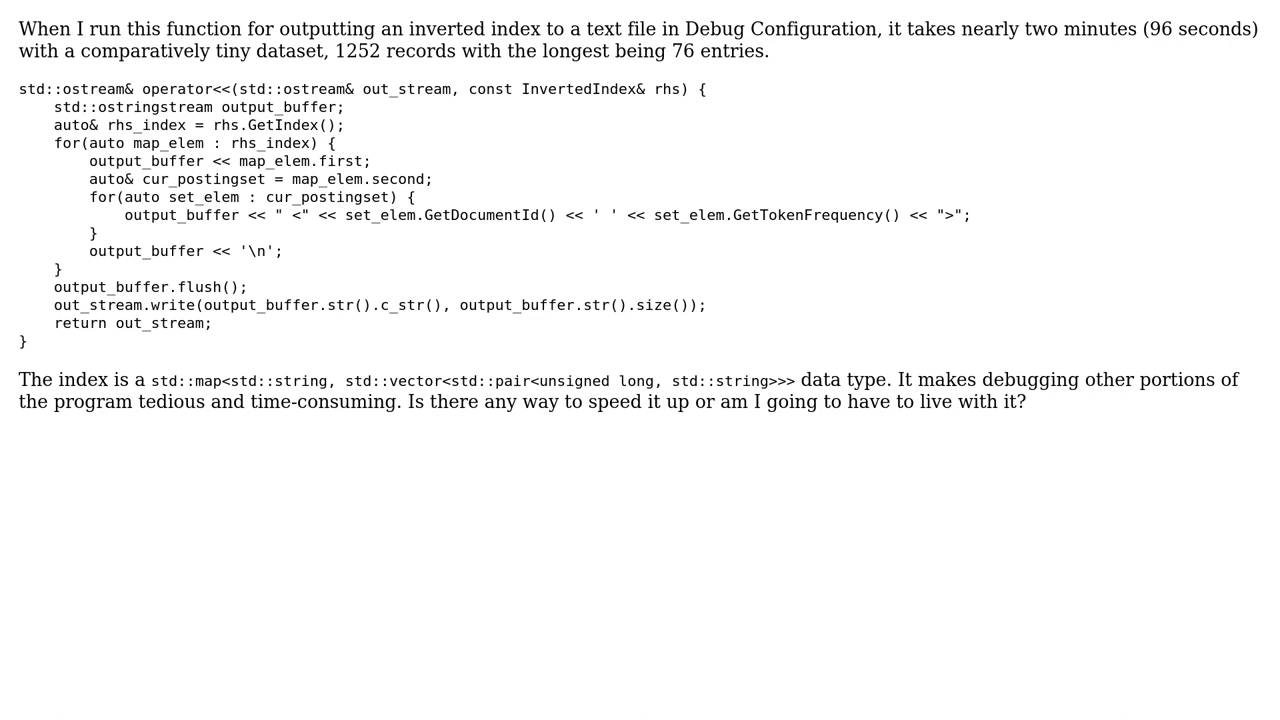 When I run this function for outputting an inverted index to a text file in Debug Configuration, it takes nearly two minutes (96 seconds)
with a comparatively tiny dataset, 1252 records with the longest being 76 entries.
std::ostream& operator<<(std::ostream& out_stream, const InvertedIndex& rhs) {
    std::ostringstream output_buffer;
    auto& rhs_index = rhs.GetIndex();
    for(auto map_elem : rhs_index) {
        output_buffer << map_elem.first;
        auto& cur_postingset = map_elem.second;
        for(auto set_elem : cur_postingset) {
            output_buffer << " <" << set_elem.GetDocumentId() << ' ' << set_elem.GetTokenFrequency() << ">";
        }
        output_buffer << '\n';
    }
    output_buffer.flush();
    out_stream.write(output_buffer.str().c_str(), output_buffer.str().size());
    return out_stream;
}
The index is a std::map<std::string, std::vector<std::pair<unsigned long, std::string>>> data type. It makes debugging other portions of
the program tedious and time-consuming. Is there any way to speed it up or am I going to have to live with it?